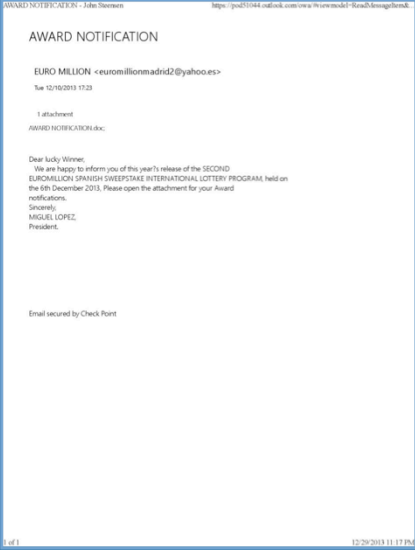 AWARD NOTIFICATION - John Steensen https://pod51044.outlook.com/owa/#viewmodel=ReadMessageItem&...
AWARD NOTIFICATION
EURO MILLION <euromillionmadrid2@yahoo.es>
Tue 12/10/2013 17:23
1 attachment
AWARD NOTIFICATION.doc;
Dear lucky Winner,
We are happy to inform you of this year?s release of the SECOND
EUROMILLION SPANISH SWEEPSTAKE INTERNATIONAL LOTTERY PROGRAM, held on
the 6th December 2013, Please open the attachment for your Award
notifications.
Sincerely,
MIGUEL LOPEZ,
President.
Email secured by Check Point
1 of 1 12/29/2013 11:17 PM